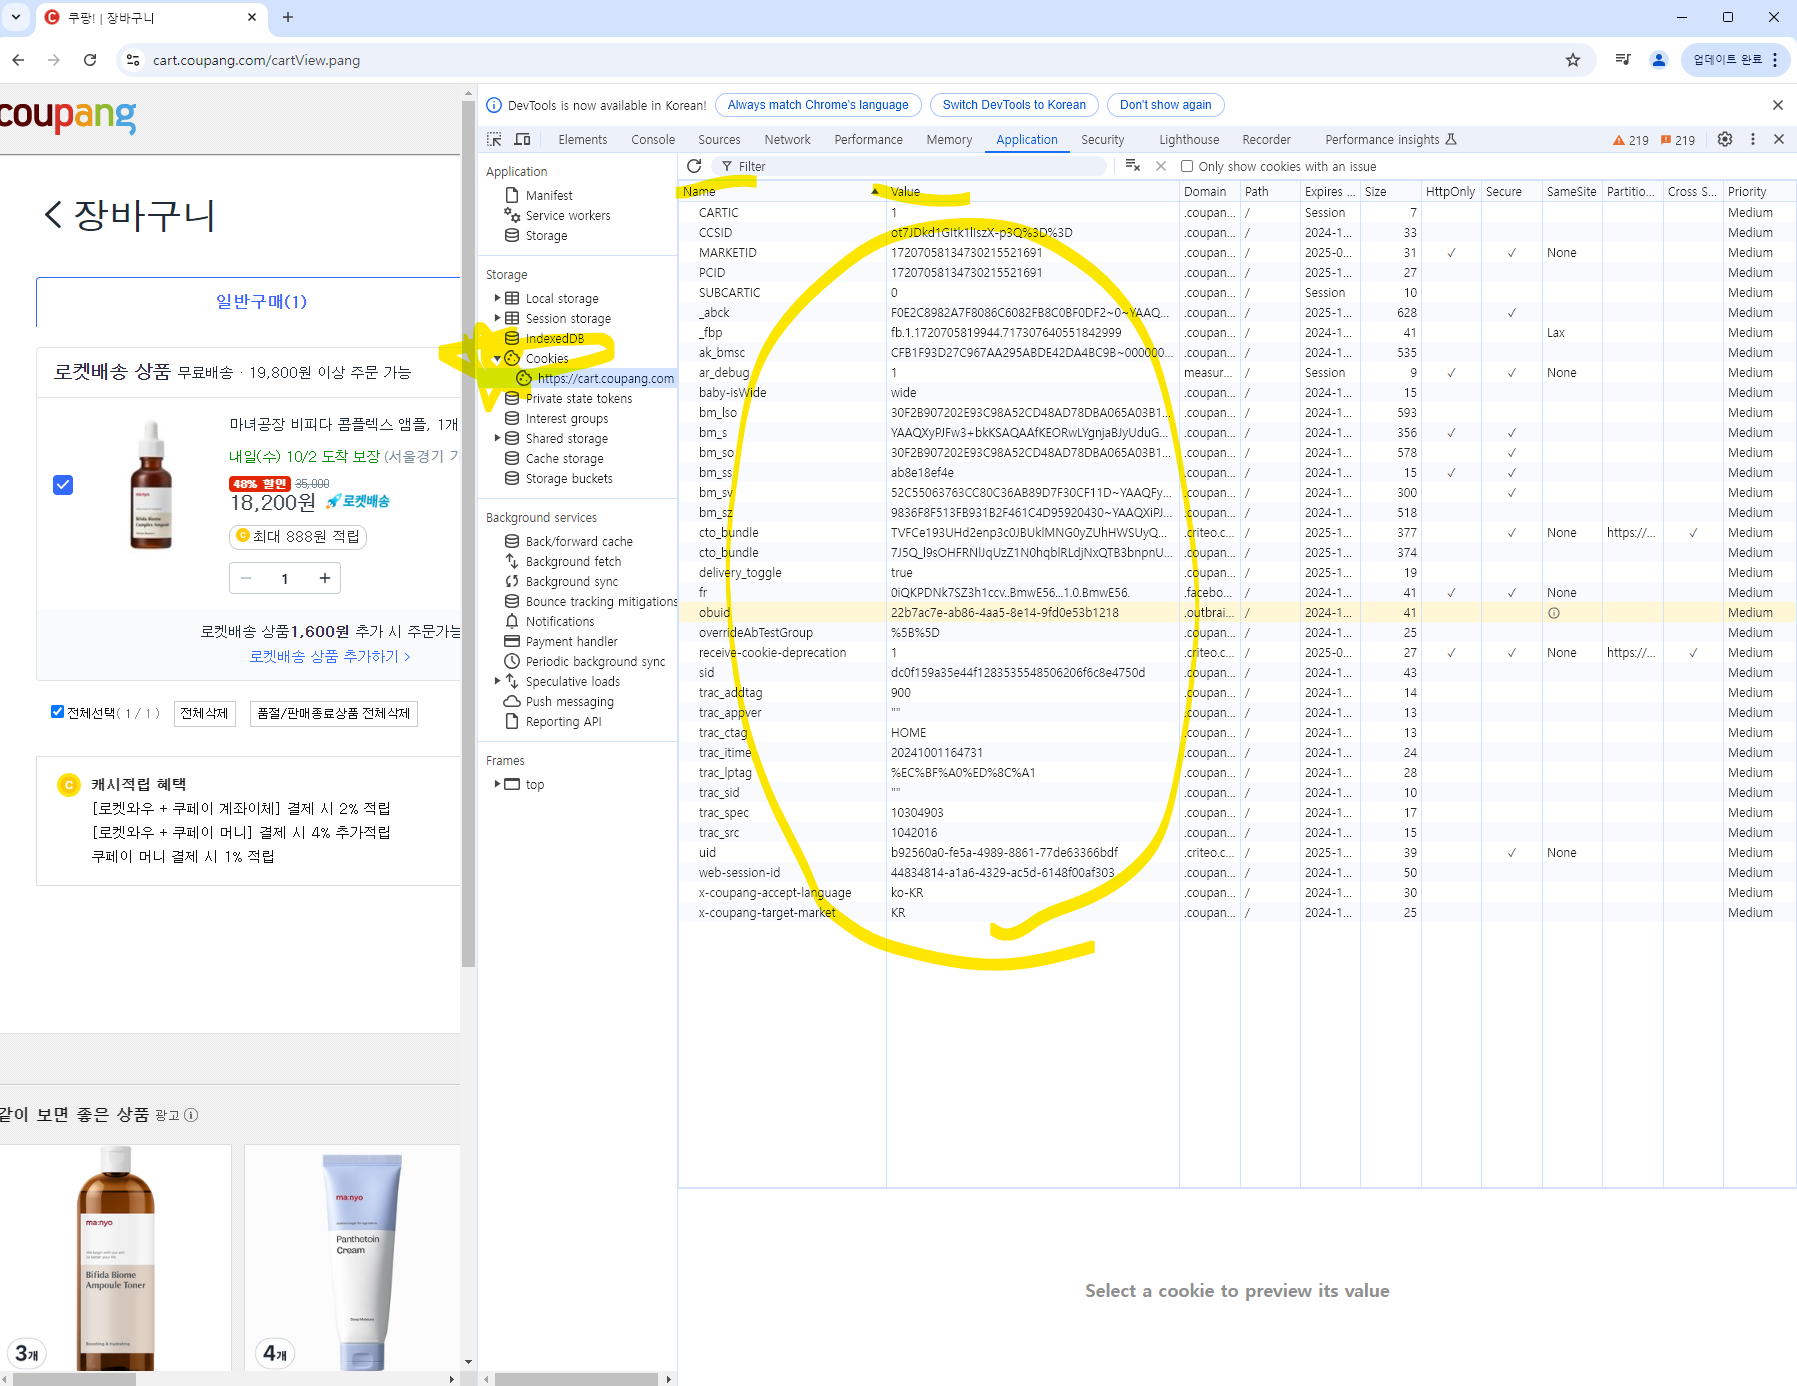 쿠팡! | 장바구니
cart.coupang.com/cartView.pang
업데이트 완료
coupang
장바구니
일반구매(1)
로켓배송 상품 무료배송 · 19,800원 이상 주문 가능
마녀공장 비피다 콤플렉스 앰플, 1개
내일(수) 10/2 도착 보장 (서울경기 기
48% 할인 35,000
18,200원 로켓배송
최대 888원 적립
1
로켓배송 상품1,600원 추가 시 주문가능
로켓배송 상품 추가하기 >
전체선택( 1 / 1 ) 전체삭제 품절/판매종료상품 전체삭제
캐시적립 혜택
[로켓와우 + 쿠페이 계좌이체] 결제 시 2% 적립
[로켓와우 + 쿠페이 머니] 결제 시 4% 추가적립
쿠페이 머니 결제 시 1% 적립
같이 보면 좋은 상품 광고
ma:nyo
Bifida Biome
Ampoule Toner
3개
ma:nyo
Panthetoin
Cream
4개
DevTools is now available in Korean! Always match Chrome's language Switch DevTools to Korean Don't show again
Elements Console Sources Network Performance Memory Application Security Lighthouse Recorder Performance insights 219 219
Application
Manifest
Service workers
Storage
Storage
Local storage
Session storage
IndexedDB
Cookies
https://cart.coupang.com
Private state tokens
Interest groups
Shared storage
Cache storage
Storage buckets
Background services
Back/forward cache
Background fetch
Background sync
Bounce tracking mitigations
Notifications
Payment handler
Periodic background sync
Speculative loads
Push messaging
Reporting API
Frames
top
Filter Only show cookies with an issue
Name Value Domain Path Expires ... Size HttpOnly Secure SameSite Partitio... Cross S... Priority
CARTIC 1 .coupan... / Session 7 Medium
CCSID ot7JDkd1GItk1lIszX-p3Q%3D%3D .coupan... / 2024-1... 33 Medium
MARKETID 17207058134730215521691 .coupan... / 2025-0... 31 ✓ ✓ None Medium
PCID 17207058134730215521691 .coupan... / 2025-1... 27 Medium
SUBCARTIC 0 .coupan... / Session 10 Medium
_abck F0E2C8982A7F8086C6082FB8C0BF0DF2~0~YAAQ... .coupan... / 2025-1... 628 ✓ Medium
_fbp fb.1.1720705819944.717307640551842999 .coupan... / 2024-1... 41 Lax Medium
ak_bmsc CFB1F93D27C967AA295ABDE42DA4BC9B~000000... .coupan... / 2024-1... 535 Medium
ar_debug 1 measur... / Session 9 ✓ ✓ None Medium
baby-isWide wide .coupan... / 2024-1... 15 Medium
bm_lso 30F2B907202E93C98A52CD48AD78DBA065A03B1... .coupan... / 2024-1... 593 Medium
bm_s YAAQXyPJFw3+bkKSAQAAfKEORwLYgnjaBJyUduG... .coupan... / 2024-1... 356 ✓ ✓ Medium
bm_so 30F2B907202E93C98A52CD48AD78DBA065A03B1... .coupan... / 2024-1... 578 ✓ Medium
bm_ss ab8e18ef4e .coupan... / 2024-1... 15 ✓ ✓ Medium
bm_sv 52C55063763CC80C36AB89D7F30CF11D~YAAQFy... .coupan... / 2024-1... 300 ✓ Medium
bm_sz 9836F8F513FB931B2F461C4D95920430~YAAQXiPJ... .coupan... / 2024-1... 518 Medium
cto_bundle TVFCe193UHd2enp3c0JBUklMNG0yZUhHWSUyQ... .criteo.c... / 2025-1... 377 ✓ None https://... ✓ Medium
cto_bundle 7J5Q_l9sOHFRNlJqUzZ1N0hqblRLdjNxQTB3bnpnU... .coupan... / 2025-1... 374 Medium
delivery_toggle true .coupan... / 2025-1... 19 Medium
fr 0iQKPDNk7SZ3h1ccv..BmwE56...1.0.BmwE56. .facebo... / 2024-1... 41 ✓ ✓ None Medium
obuid 22b7ac7e-ab86-4aa5-8e14-9fd0e53b1218 .outbrai... / 2024-1... 41 Medium
overrideAbTestGroup %5B%5D .coupan... / 2024-1... 25 Medium
receive-cookie-deprecation 1 .criteo.c... / 2025-0... 27 ✓ ✓ None https://... ✓ Medium
sid dc0f159a35e44f1283535548506206f6c8e4750d .coupan... / 2024-1... 43 Medium
trac_addtag 900 .coupan... / 2024-1... 14 Medium
trac_appver "" .coupan... / 2024-1... 13 Medium
trac_ctag HOME .coupan... / 2024-1... 13 Medium
trac_itime 20241001164731 .coupan... / 2024-1... 24 Medium
trac_lptag %EC%BF%A0%ED%8C%A1 .coupan... / 2024-1... 28 Medium
trac_sid "" .coupan... / 2024-1... 10 Medium
trac_spec 10304903 .coupan... / 2024-1... 17 Medium
trac_src 1042016 .coupan... / 2024-1... 15 Medium
uid b92560a0-fe5a-4989-8861-77de63366bdf .criteo.c... / 2025-1... 39 ✓ None Medium
web-session-id 44834814-a1a6-4329-ac5d-6148f00af303 .coupan... / 2024-1... 50 Medium
x-coupang-accept-language ko-KR .coupan... / 2024-1... 30 Medium
x-coupang-target-market KR .coupan... / 2024-1... 25 Medium
Select a cookie to preview its value